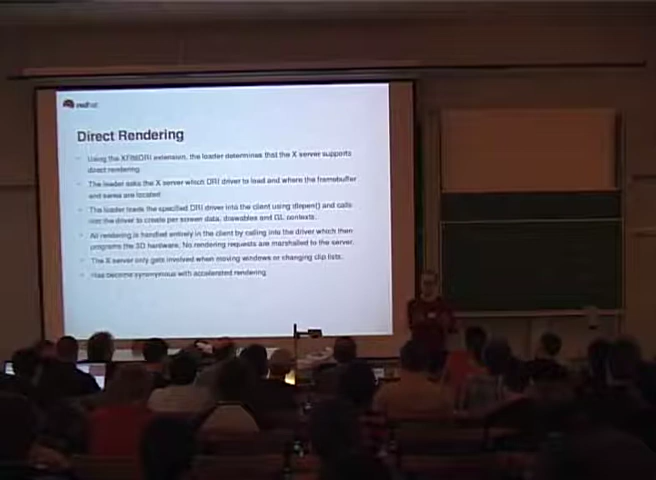 redhat
Direct Rendering
Using the XF86DRI extension, the loader determines that the X server supports
direct rendering
The loader asks the X server which DRI driver to load and where the framebuffer
and sarea are located
The loader loads the specified DRI driver into the client using dlopen() and calls
into the driver to create per screen data, drawables and GL contexts.
All rendering is handled entirely in the client by calling into the driver which then
programs the 3D hardware. No rendering requests are marshalled to the server.
The X server only gets involved when moving windows or changing clip lists.
Has become synonymous with accelerated rendering